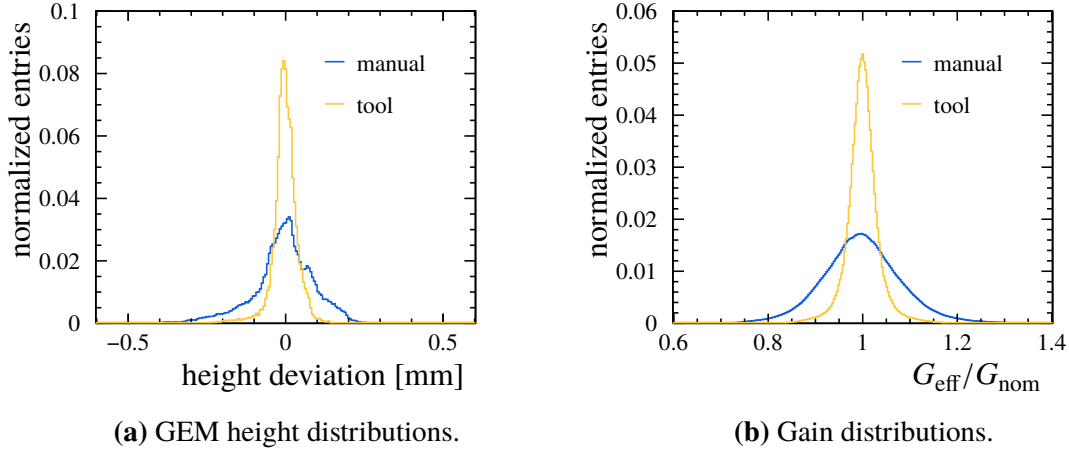 normalized entries
0.1
0.08
0.06
0.04
0.02
0
−0.5
0
0.5
height deviation [mm]
manual
tool
(a) GEM height distributions.
normalized entries
0.06
0.05
0.04
0.03
0.02
0.01
0
0.6
0.8
1
1.2
1.4
G_eff/G_nom
manual
tool
(b) Gain distributions.